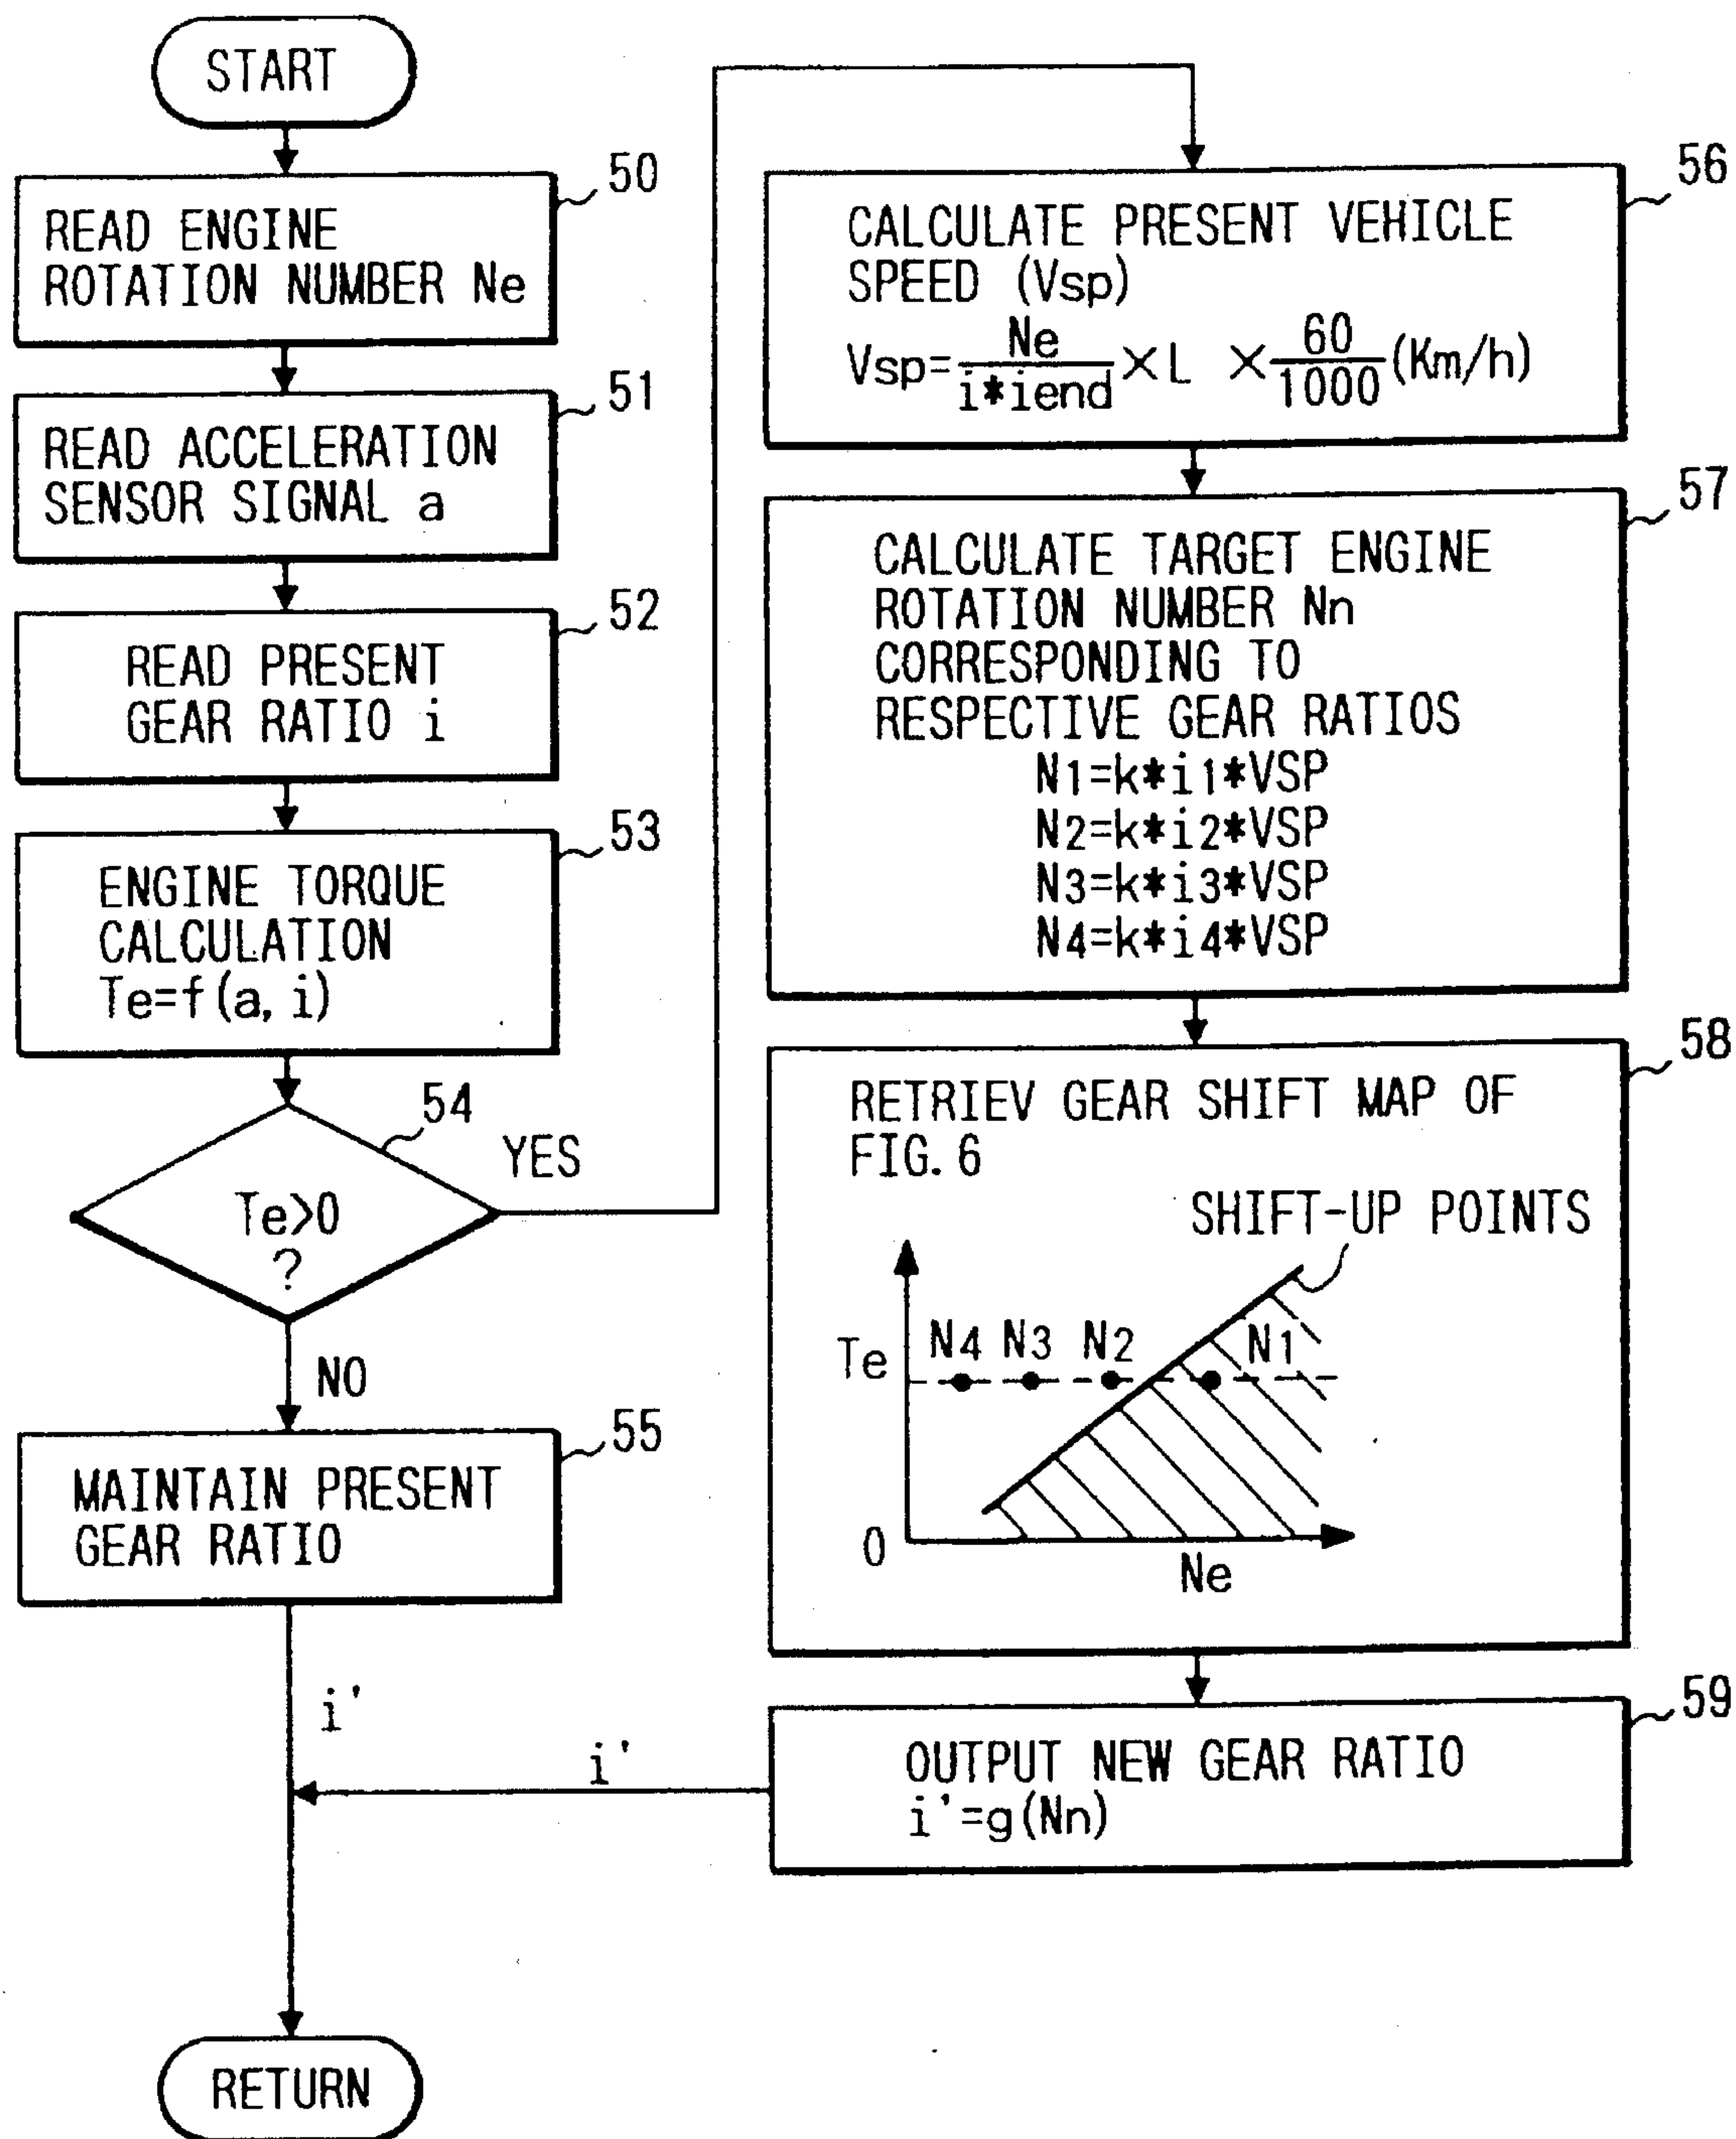 START
50
READ ENGINE
ROTATION NUMBER Ne
51
READ ACCELERATION
SENSOR SIGNAL a
52
READ PRESENT
GEAR RATIO i
53
ENGINE TORQUE
CALCULATION
Te=f(a, i)
54
YES
Te>0
?
NO
55
MAINTAIN PRESENT
GEAR RATIO
i'
56
CALCULATE PRESENT VEHICLE
SPEED (Vsp)
Vsp=Ne/i*iend×L ×60/1000(Km/h)
57
CALCULATE TARGET ENGINE
ROTATION NUMBER Nn
CORRESPONDING TO
RESPECTIVE GEAR RATIOS
N1=k*i1*VSP
N2=k*i2*VSP
N3=k*i3*VSP
N4=k*i4*VSP
58
RETRIEV GEAR SHIFT MAP OF
FIG. 6
SHIFT-UP POINTS
Te N4 N3 N2 N1
0
Ne
59
OUTPUT NEW GEAR RATIO
i'=g(Nn)
i'
RETURN